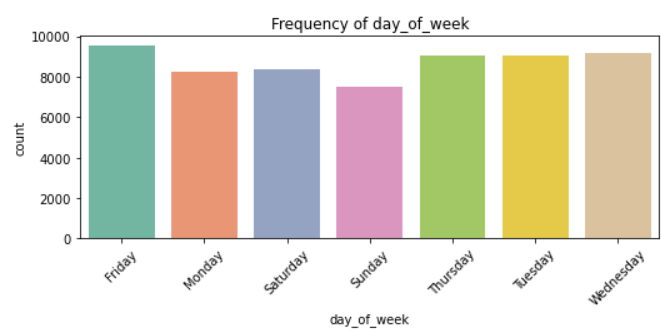 Frequency of day_of_week
10000
8000
6000
4000
2000
0
count
Friday
Monday
Saturday
Sunday
Thursday
Tuesday
Wednesday
day_of_week